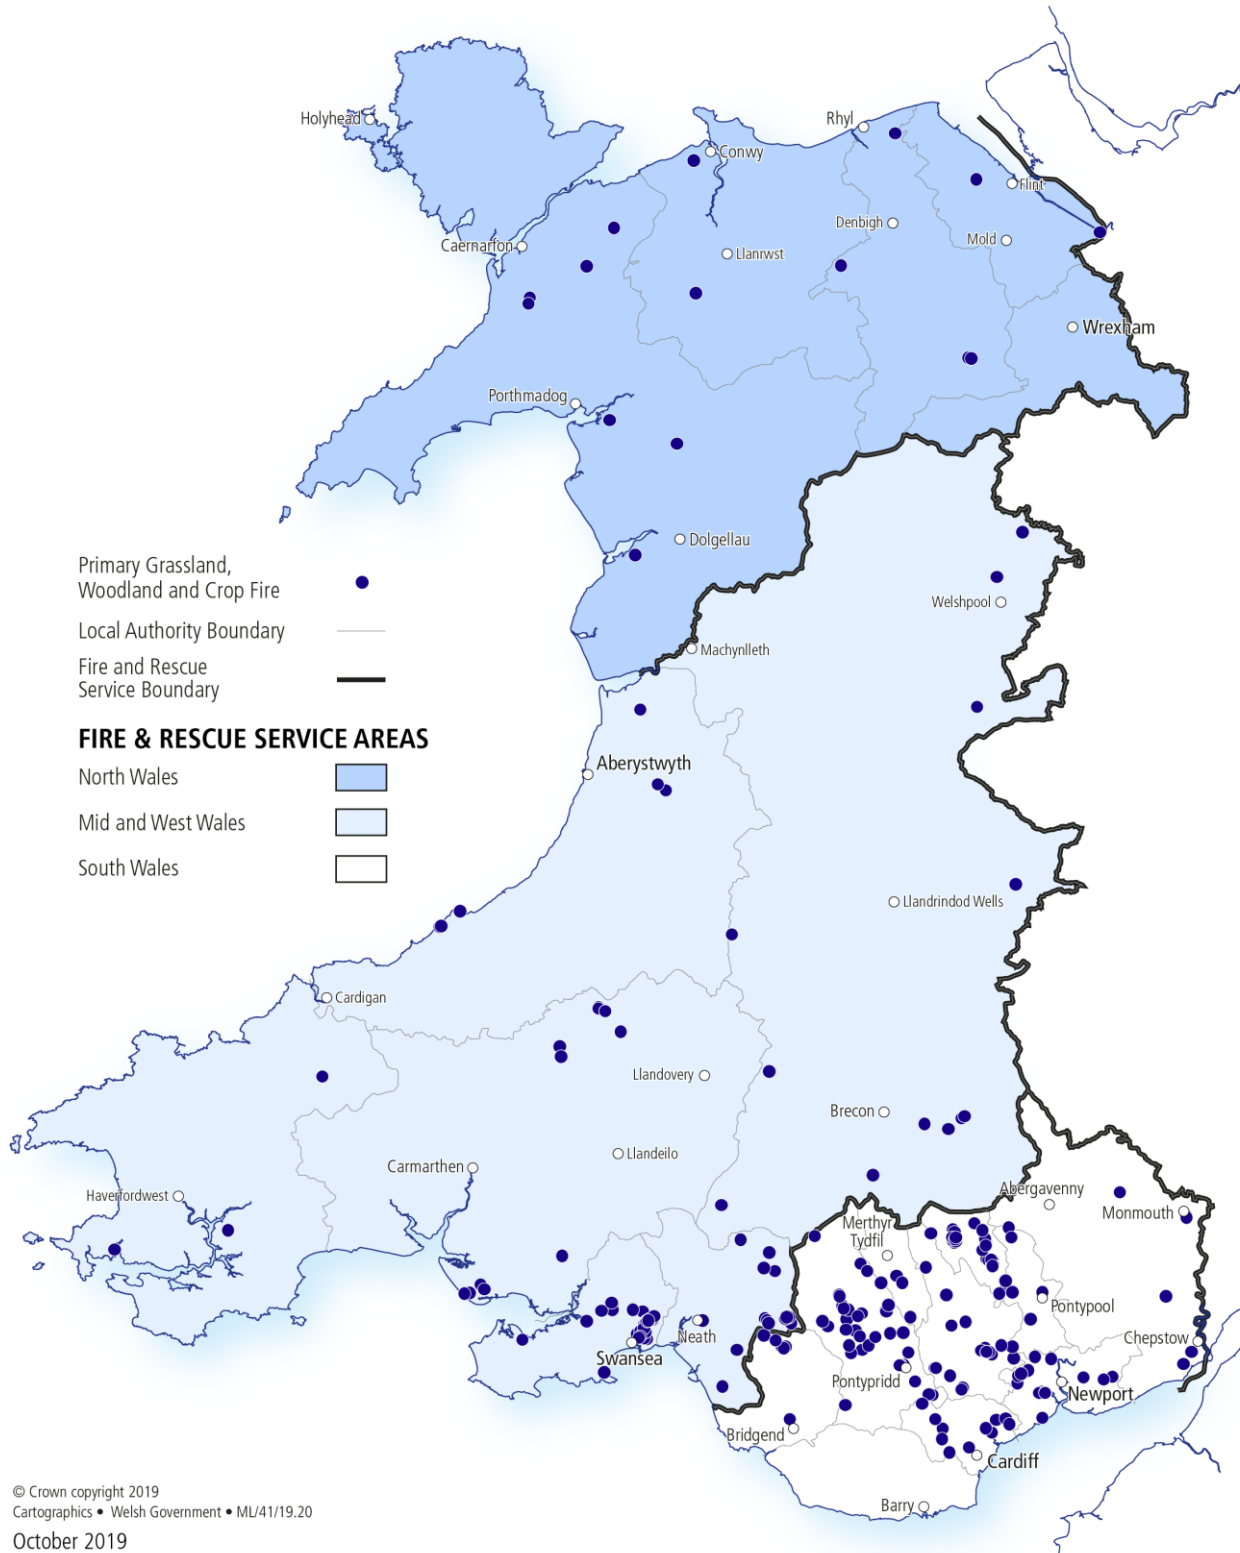 Holyhead
Rhyl
Conwy
Flint
Denbigh
Mold
Caernarfon
Llanrwst
Wrexham
Porthmadog
Dolgellau
Primary Grassland,
Woodland and Crop Fire
Local Authority Boundary
Fire and Rescue
Service Boundary
FIRE & RESCUE SERVICE AREAS
North Wales
Mid and West Wales
South Wales
Welshpool
Machynlleth
Aberystwyth
Llandrindod Wells
Cardigan
Llandovery
Brecon
Llandeilo
Carmarthen
Haverfordwest
Abergavenny
Monmouth
Merthyr
Tydfil
Pontypool
Chepstow
Neath
Swansea
Pontypridd
Newport
Bridgend
Cardiff
Barry
© Crown copyright 2019
Cartographics • Welsh Government • ML/41/19.20
October 2019